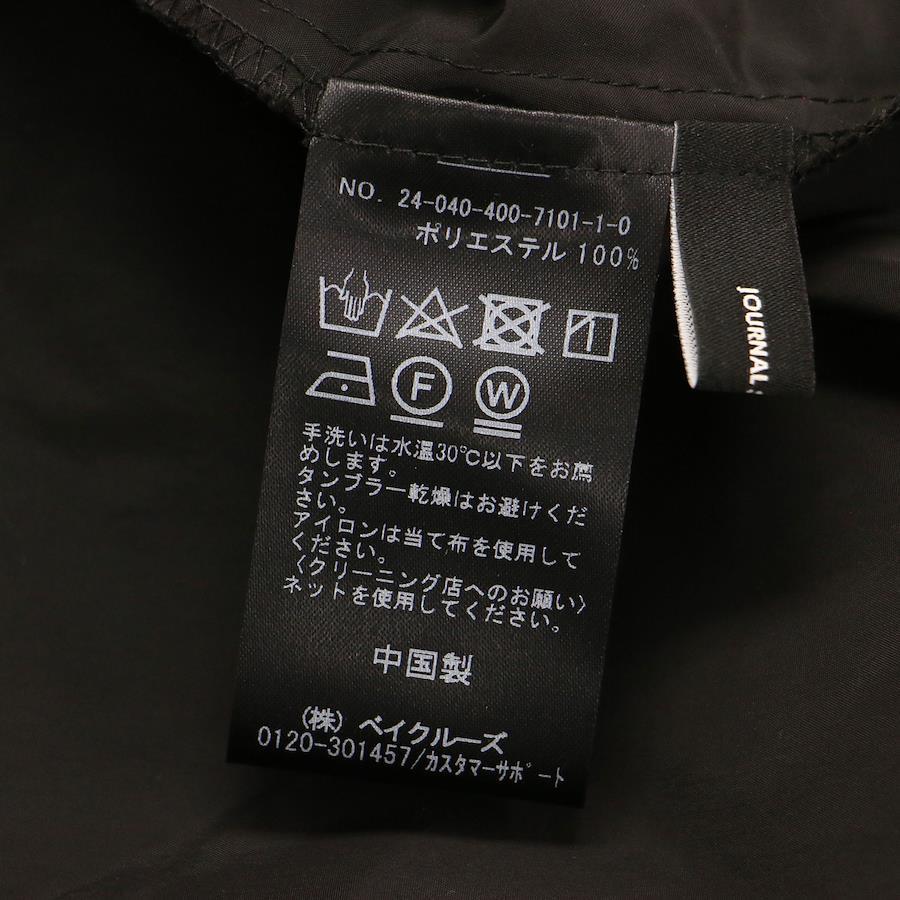 NO. 24-040-400-7101-1-0
ポリエステル 100%
F
W
手洗いは水温30℃以下をお薦
めします。
タンブラー乾燥はお避けくだ
さい。
アイロンは当て布を使用して
ください。
〈クリーニング店へのお願い〉
ネットを使用してください。
中国製
(株) ベイクルーズ
0120-301457/カスタマーサポート
JOURNAL